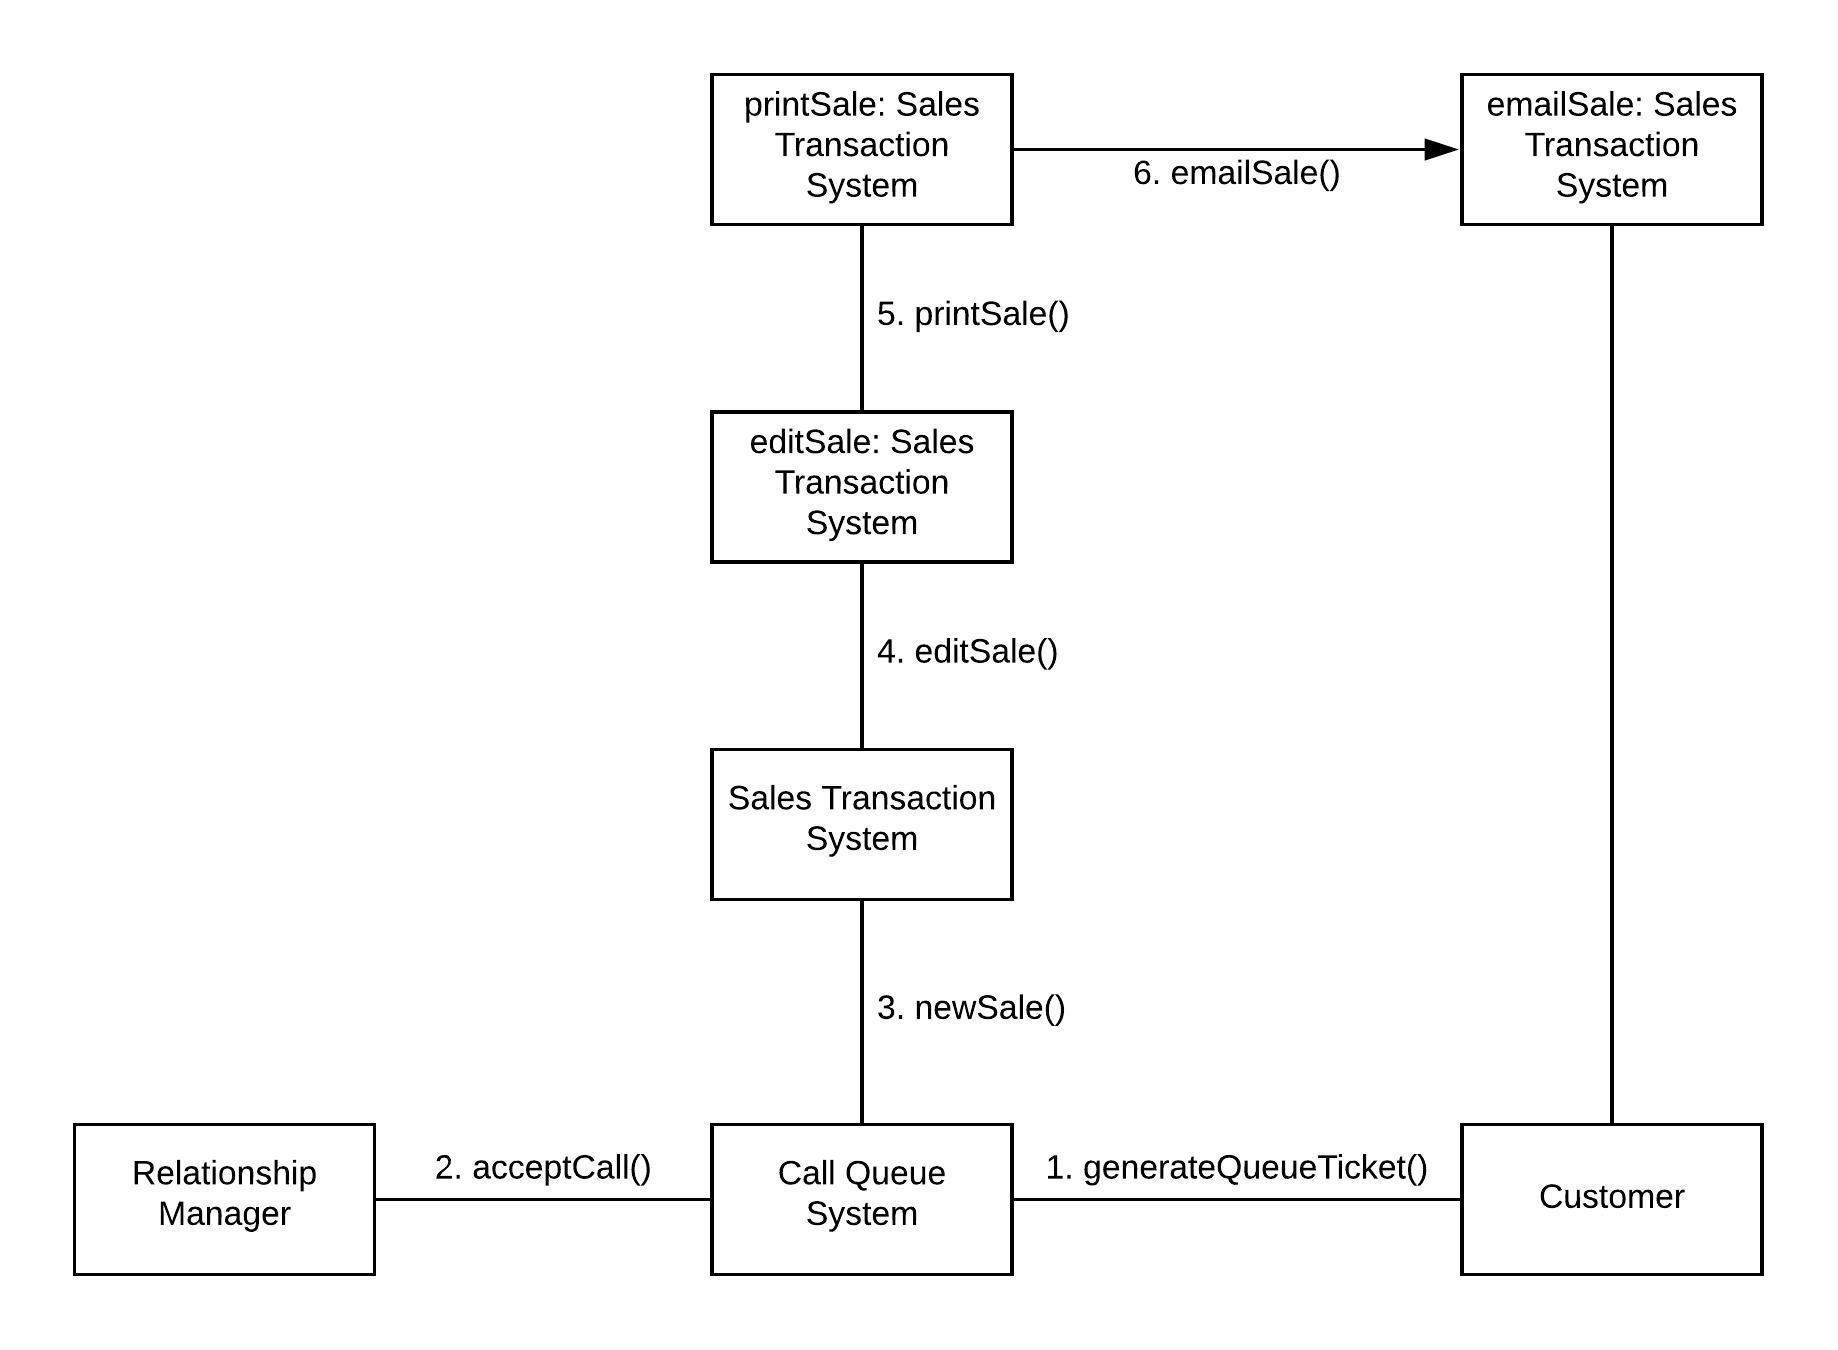 printSale: Sales
Transaction
System
emailSale: Sales
Transaction
System
6. emailSale()
5. printSale()
editSale: Sales
Transaction
System
4. editSale()
Sales Transaction
System
3. newSale()
Relationship
Manager
2. acceptCall()
Call Queue
System
1. generateQueueTicket()
Customer